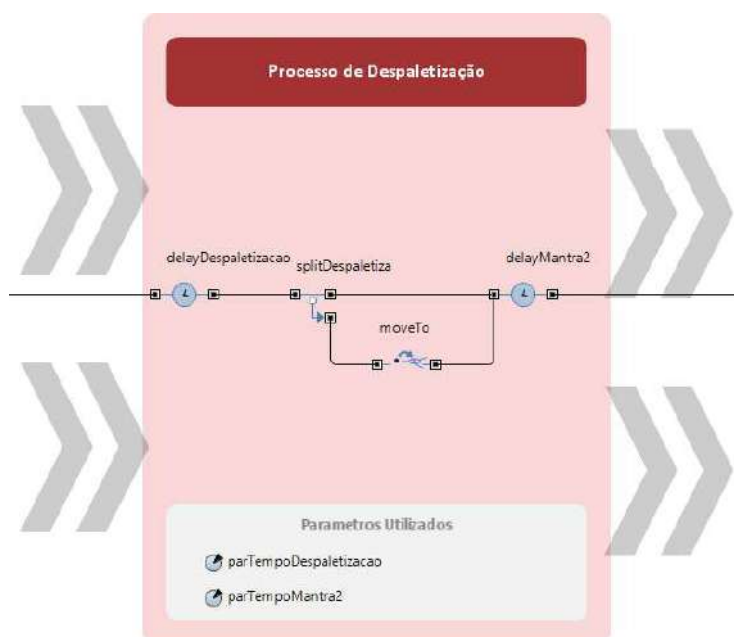 Processo de Despaletização
delayDespaletizacao
splitDespaletiza
delayMantra2
moveTo
Parametros Utilizados
parTempoDespaletizacao
parTempoMantra2